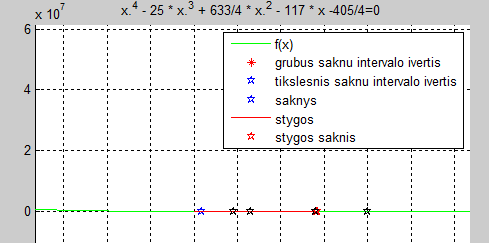 x.^4 - 25 * x.^3 + 633/4 * x.^2 - 117 * x -405/4=0
x 10^7
f(x)
grubus saknu intervalo ivertis
tikslesnis saknu intervalo ivertis
saknys
stygos
stygos saknis
6
4
2
0